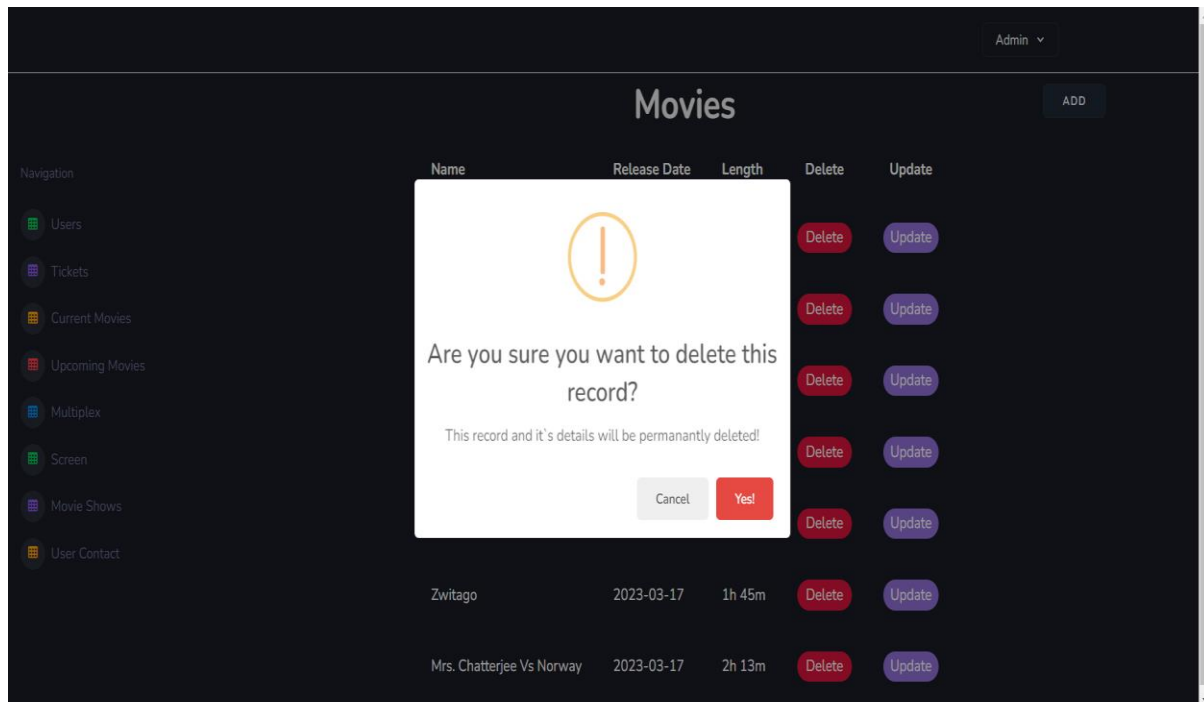 Admin
Movies
ADD
Navigation
Users
Tickets
Current Movies
Upcoming Movies
Multiplex
Screen
Movie Shows
User Contact
Name Release Date Length Delete Update
Delete Update
Delete Update
Delete Update
Delete Update
Delete Update
Zwitago 2023-03-17 1h 45m Delete Update
Mrs. Chatterjee Vs Norway 2023-03-17 2h 13m Delete Update
Are you sure you want to delete this
record?
This record and it`s details will be permanantly deleted!
Cancel Yes!